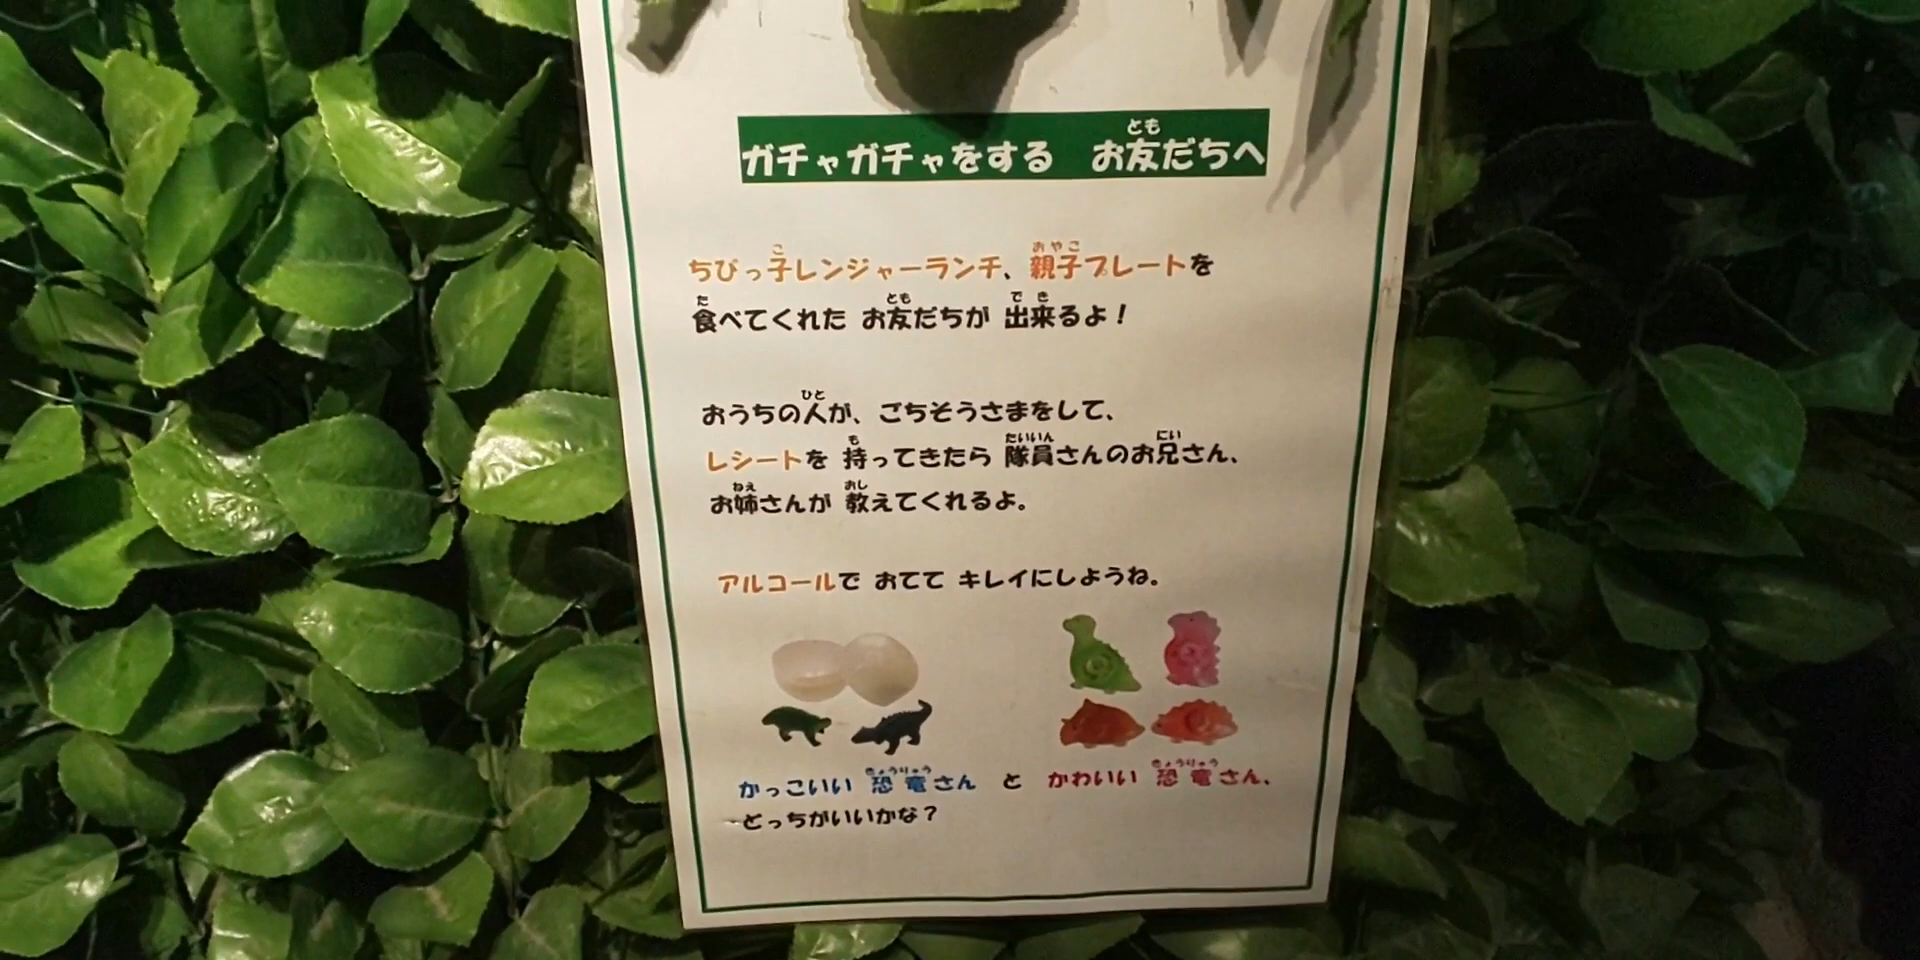 ガチャガチャをする お友だちへ
ちびっ子レンジャーランチ、親子プレートを
食べてくれた お友だちが 出来るよ！
おうちの人が、ごちそうさまをして、
レシートを 持ってきたら 隊員さんのお兄さん、
お姉さんが 教えてくれるよ。
アルコールで おてて キレイにしようね。
かっこいい 恐竜さん と かわいい 恐竜さん、
どっちがいいかな？